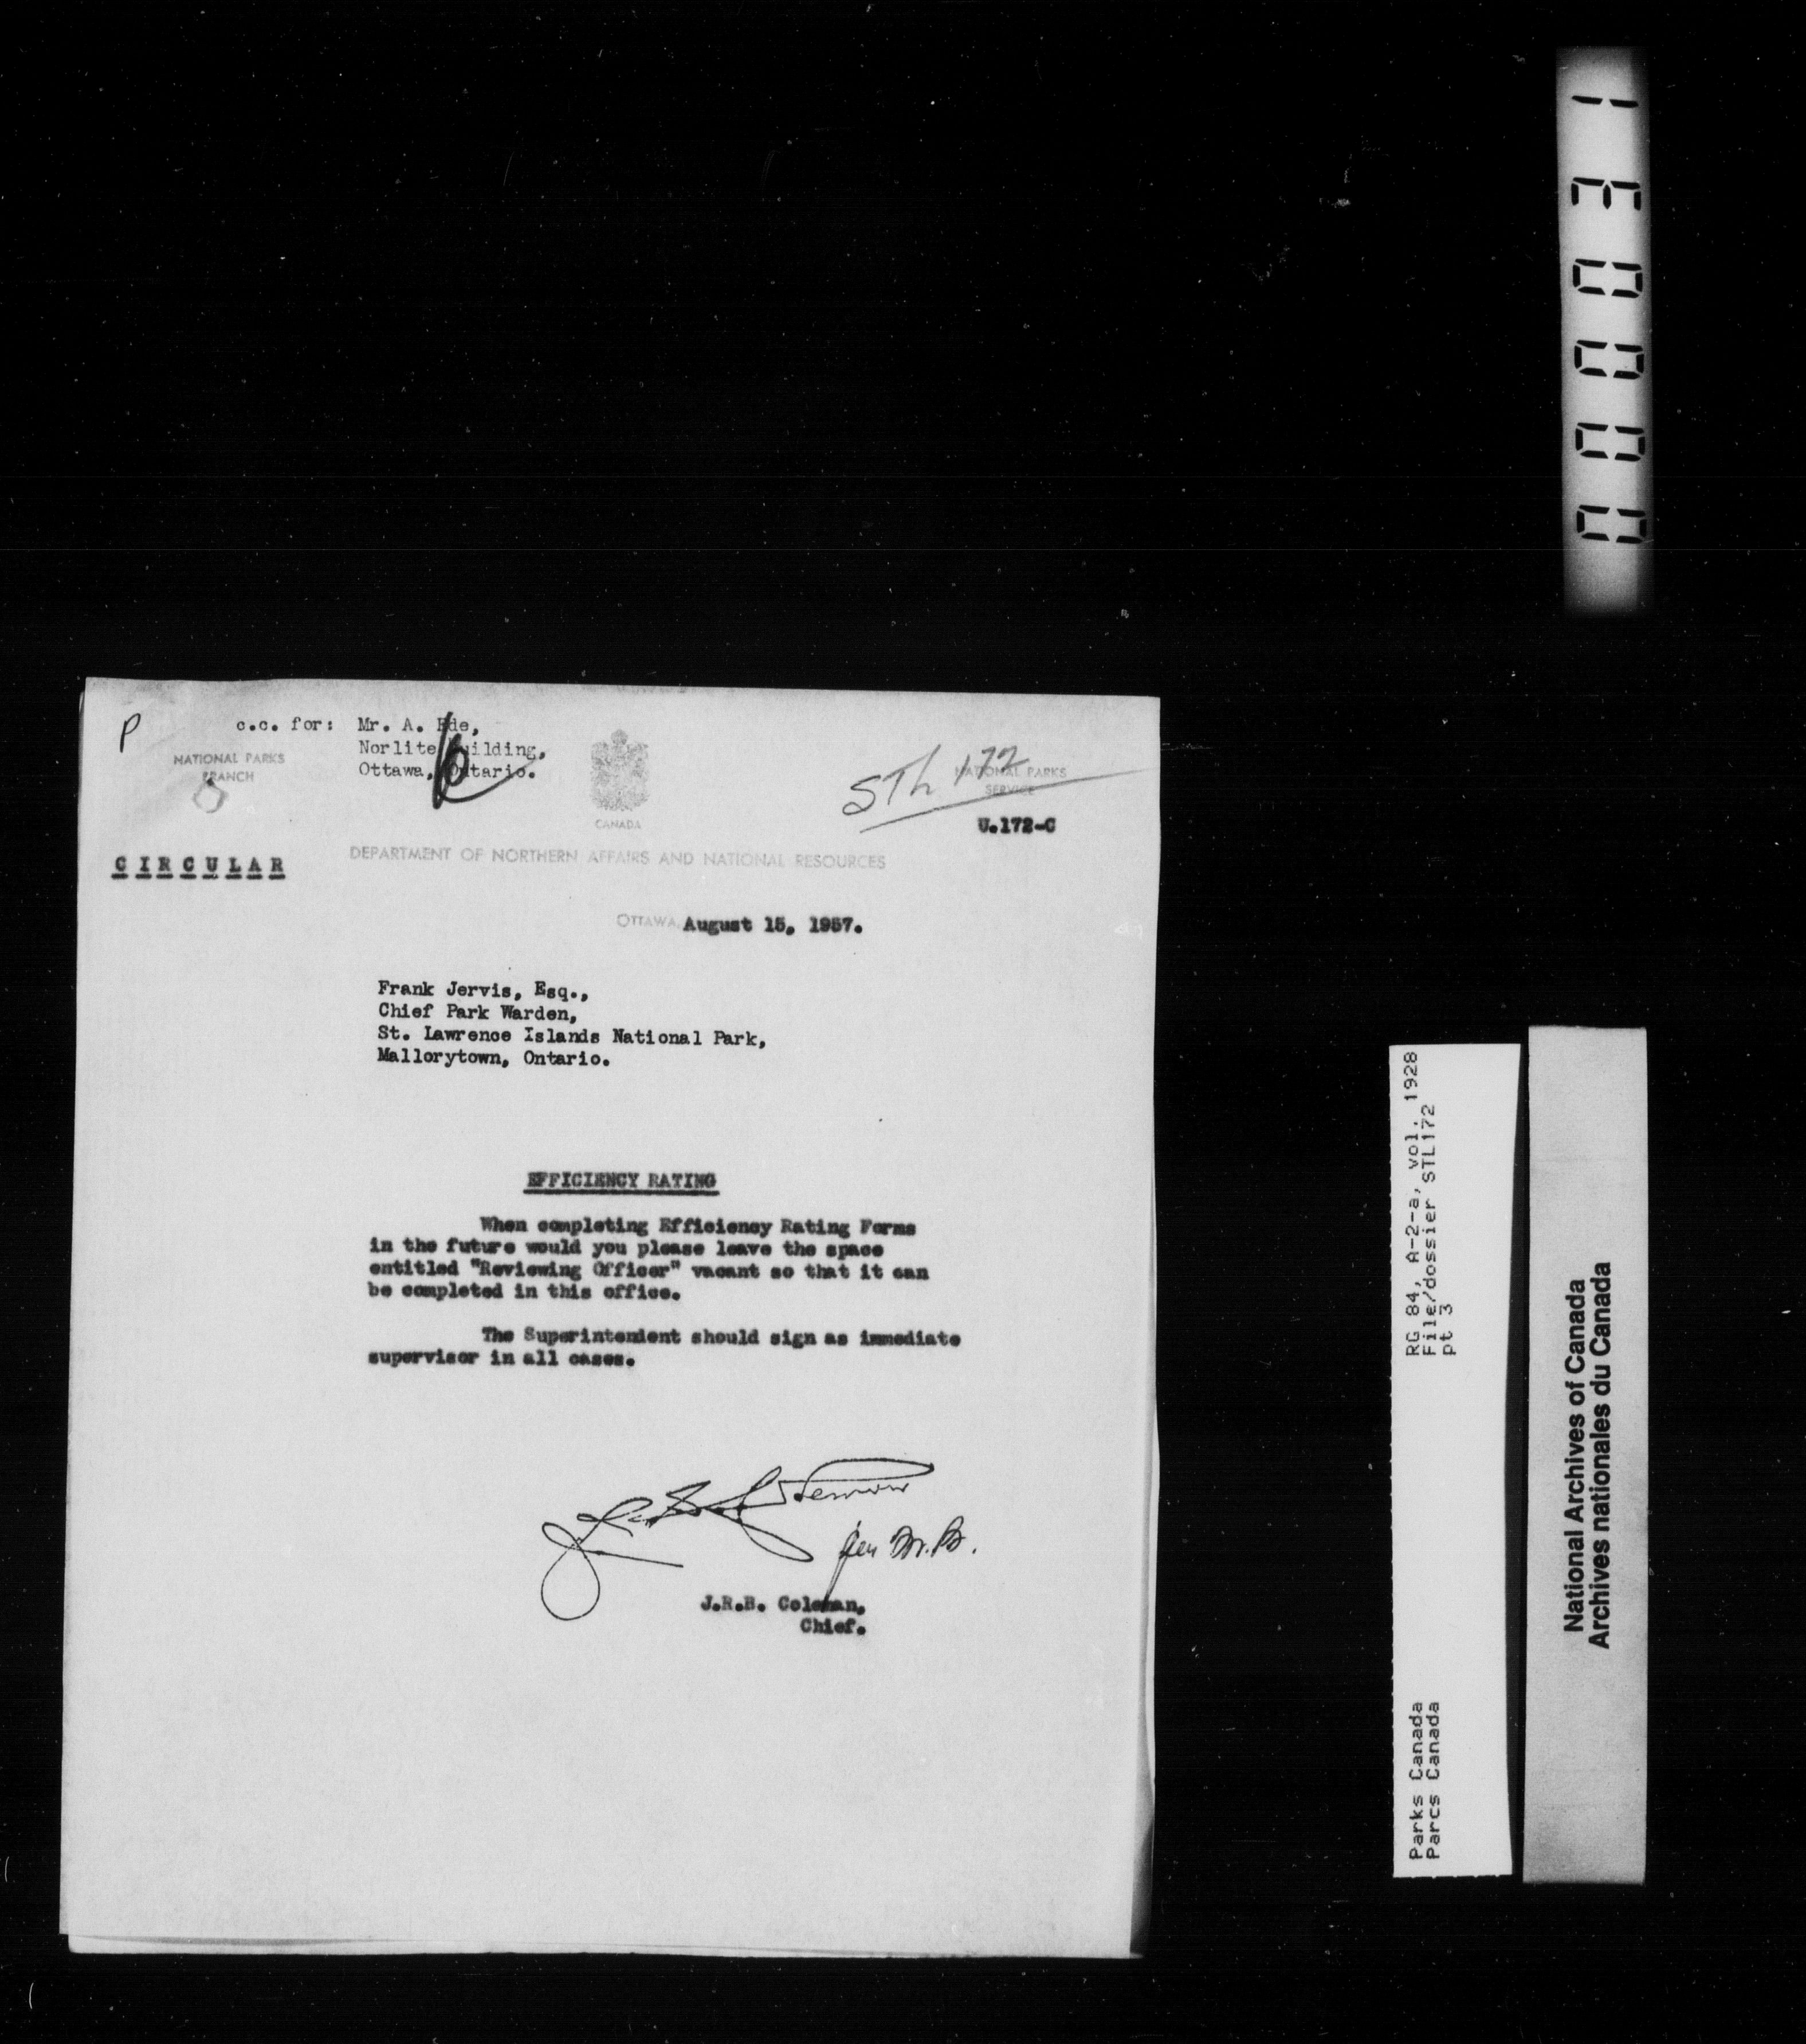 P
c.c. for: Mr. A. Ede,
Norlite Building,
Ottawa, Ontario.
NATIONAL PARKS
BRANCH
CANADA
STL 172
NATIONAL PARKS
SERVICE
U.172-C
CIRCULAR
DEPARTMENT OF NORTHERN AFFAIRS AND NATIONAL RESOURCES
OTTAWA, August 15, 1957.
Frank Jervis, Esq.,
Chief Park Warden,
St. Lawrence Islands National Park,
Mallorytown, Ontario.
EFFICIENCY RATING
When completing Efficiency Rating Forms
in the future would you please leave the space
entitled "Reviewing Officer" vacant so that it can
be completed in this office.
The Superintendent should sign as immediate
supervisor in all cases.
J.R.B. Coleman
per M.B.
J.R.B. Coleman,
Chief.
000031
RG 84, A-2-a, vol. 1928
File/dossier STL172
pt 3
Parks Canada
Parcs Canada
National Archives of Canada
Archives nationales du Canada